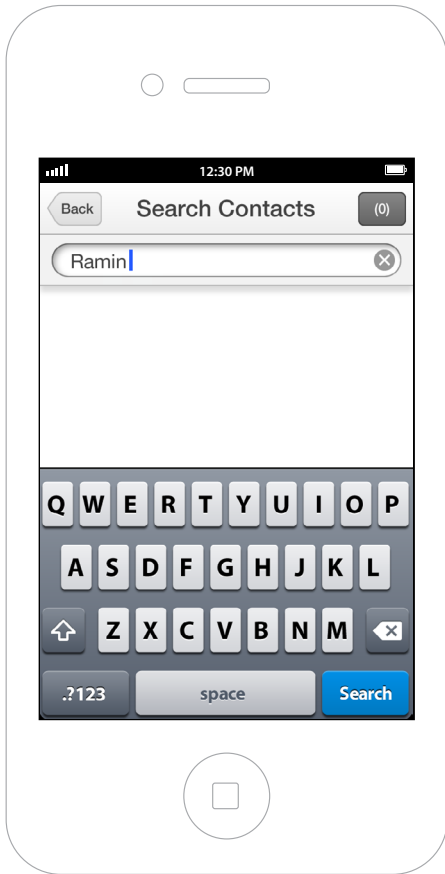 12:30 PM
Back Search Contacts (0)
Ramin
Q W E R T Y U I O P
A S D F G H J K L
Z X C V B N M
.?123 space Search